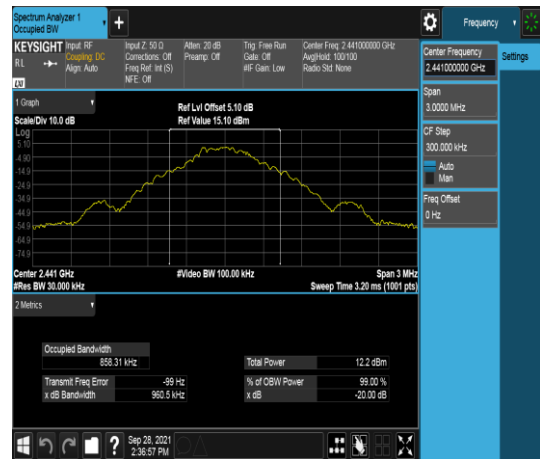 Spectrum Analyzer 1
Occupied BW
Frequency
KEYSIGHT
RL
LXI
Input: RF
Coupling: DC
Align: Auto
Input Z: 50 Ω
Corrections: Off
Freq Ref: Int (S)
NFE: Off
Atten: 20 dB
Preamp: Off
Trig: Free Run
Gate: Off
#IF Gain: Low
Center Freq: 2.441000000 GHz
Avg|Hold: 100/100
Radio Std: None
Center Frequency
2.441000000 GHz
Settings
Span
3.0000 MHz
CF Step
300.000 kHz
Auto
Man
Freq Offset
0 Hz
1 Graph
Scale/Div 10.0 dB
Ref Lvl Offset 5.10 dB
Ref Value 15.10 dBm
Log
5.10
-4.90
-14.9
-24.9
-34.9
-44.9
-54.9
-64.9
-74.9
Center 2.441 GHz
#Res BW 30.000 kHz
#Video BW 100.00 kHz
Span 3 MHz
Sweep Time 3.20 ms (1001 pts)
2 Metrics
Occupied Bandwidth
858.31 kHz
Total Power 12.2 dBm
Transmit Freq Error -99 Hz
% of OBW Power 99.00 %
x dB Bandwidth 960.5 kHz
x dB -20.00 dB
Sep 28, 2021
2:36:57 PM